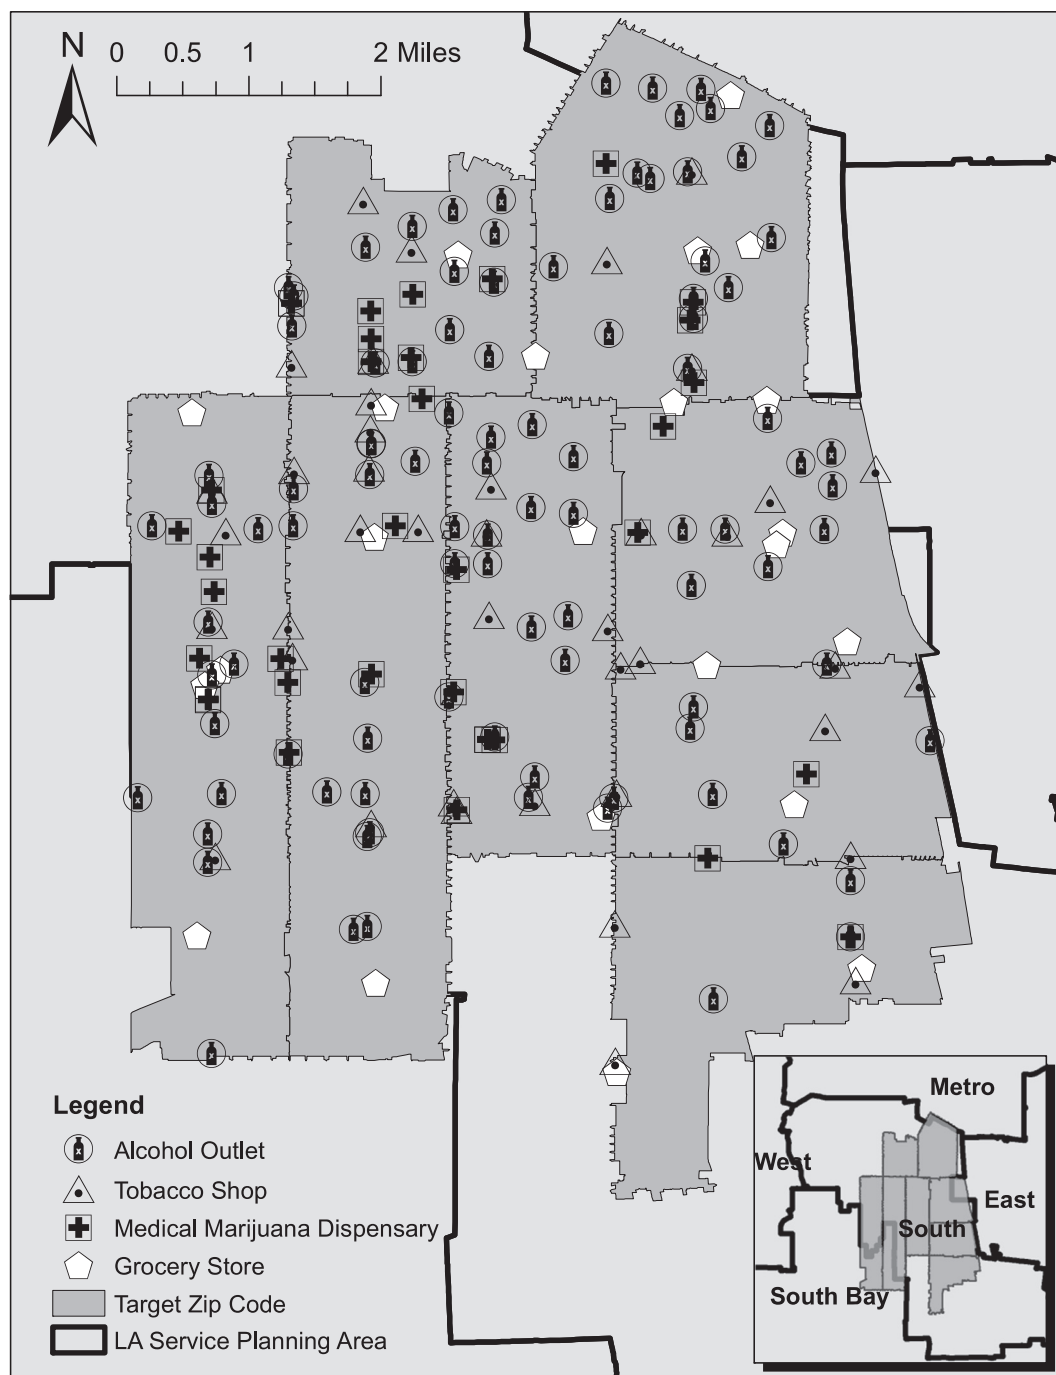 N
0 0.5 1 2 Miles
Legend
Alcohol Outlet
Tobacco Shop
Medical Marijuana Dispensary
Grocery Store
Target Zip Code
LA Service Planning Area
Metro
West
East
South
South Bay